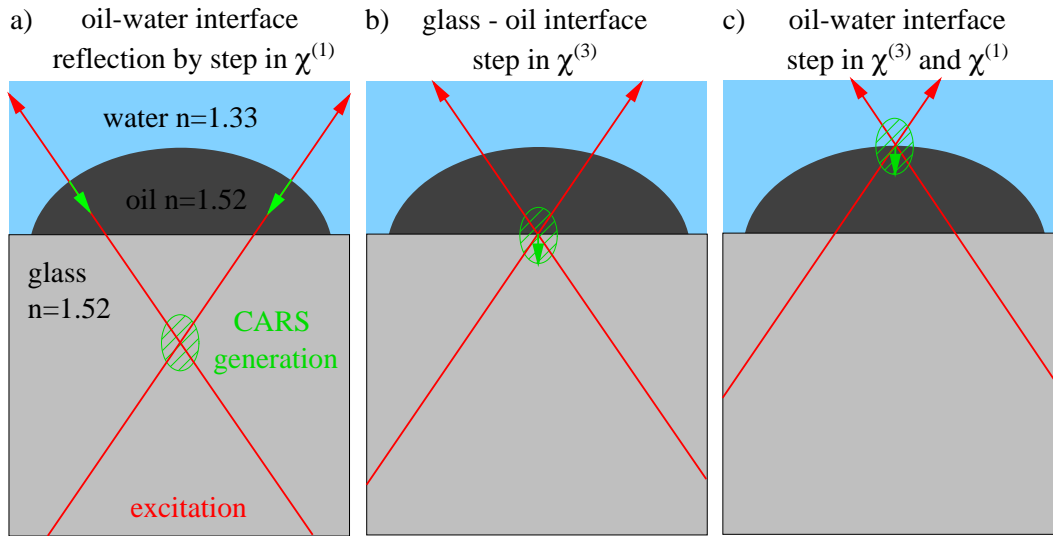 a) oil-water interface
reflection by step in χ⁽¹⁾
water n=1.33
oil n=1.52
glass
n=1.52
CARS
generation
excitation
b) glass - oil interface
step in χ⁽³⁾
c) oil-water interface
step in χ⁽³⁾ and χ⁽¹⁾